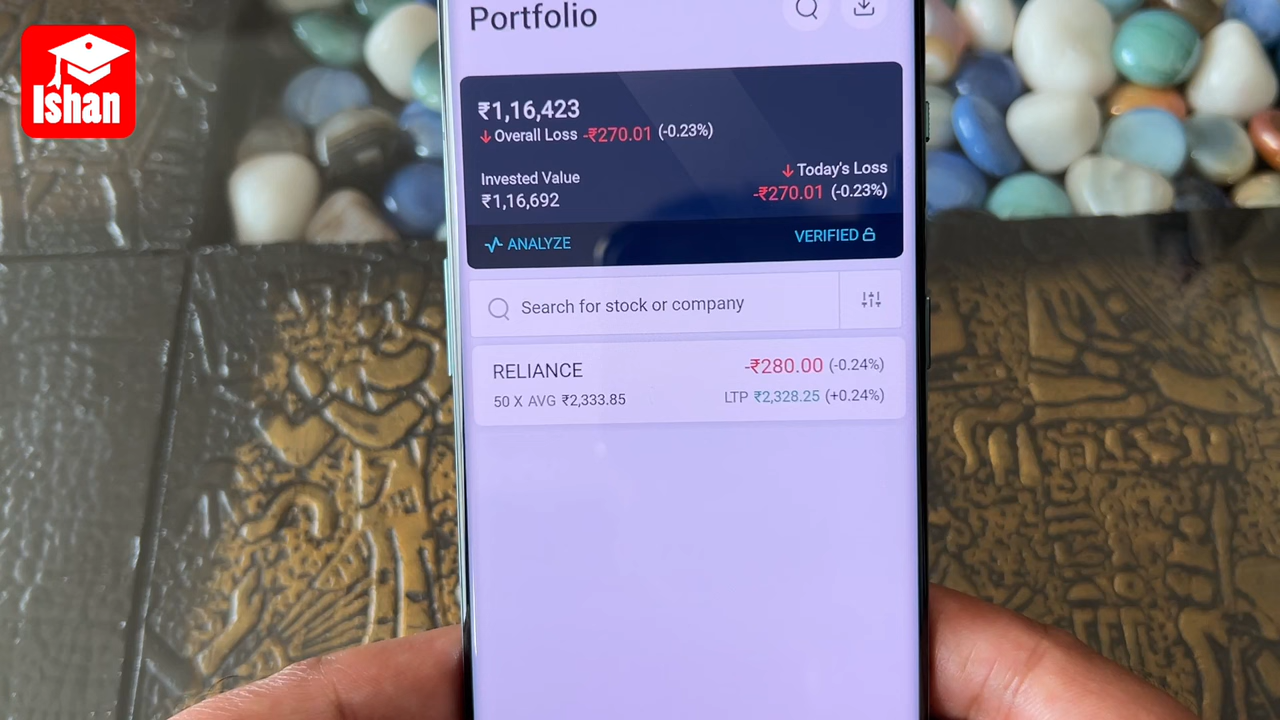 Ishan
Portfolio
₹1,16,423
Overall Loss -₹270.01 (-0.23%)
Today's Loss
Invested Value
-₹270.01 (-0.23%)
₹1,16,692
ANALYZE
VERIFIED
Search for stock or company
RELIANCE -₹280.00 (-0.24%)
50 X AVG ₹2,333.85 LTP ₹2,328.25 (+0.24%)